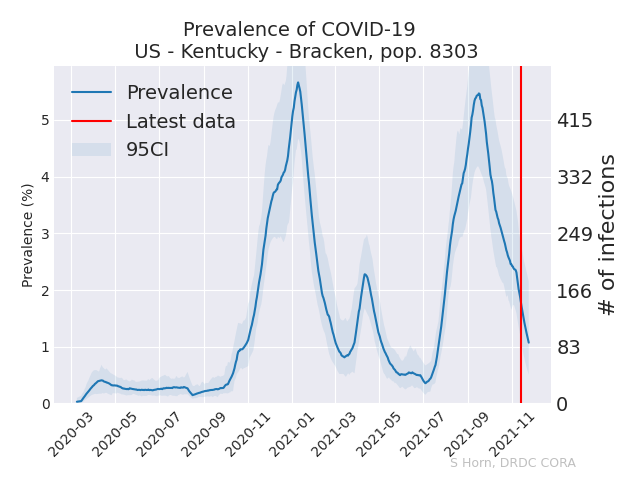 Prevalence of COVID-19
US - Kentucky - Bracken, pop. 8303
Prevalence
Latest data
95CI
Prevalence (%)
5
4
3
2
1
0
415
332
249
166
83
0
# of infections
2020-03
2020-05
2020-07
2020-09
2020-11
2021-01
2021-03
2021-05
2021-07
2021-09
2021-11
S Horn, DRDC CORA